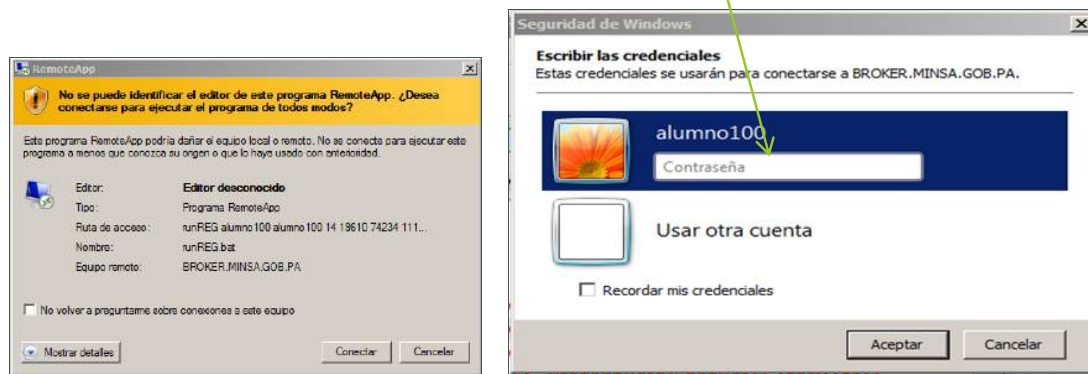 RemoteApp
No se puede identificar el editor de este programa RemoteApp. ¿Desea
conectarse para ejecutar el programa de todos modos?
Este programa RemoteApp podría dañar el equipo local o remoto. No se conecte para ejecutar este
programa a menos que conozca su origen o que lo haya usado con anterioridad.
Editor: Editor desconocido
Tipo: Programa RemoteApp
Ruta de acceso: runREG alumno100 alumno100 14 19610 74234 111...
Nombre: runREG.bat
Equipo remoto: BROKER.MINSA.GOB.PA
No volver a preguntarme sobre conexiones a este equipo
Mostrar detalles
Conectar
Cancelar
Seguridad de Windows
Escribir las credenciales
Estas credenciales se usarán para conectarse a BROKER.MINSA.GOB.PA.
alumno100
Contraseña
Usar otra cuenta
Recordar mis credenciales
Aceptar
Cancelar